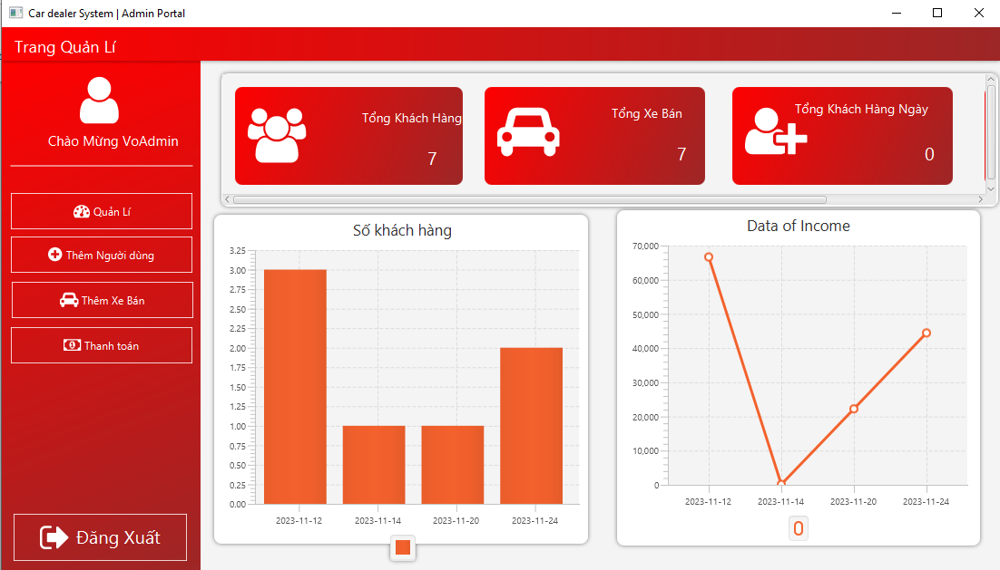 Car dealer System | Admin Portal
Trang Quản Lí
Chào Mừng VoAdmin
Quản Lí
Thêm Người dùng
Thêm Xe Bán
Thanh toán
Đăng Xuất
Tổng Khách Hàng
7
Tổng Xe Bán
7
Tổng Khách Hàng Ngày
0
Số khách hàng
3.25
3.00
2.75
2.50
2.25
2.00
1.75
1.50
1.25
1.00
0.75
0.50
0.25
0.00
2023-11-12 2023-11-14 2023-11-20 2023-11-24
Data of Income
70,000
60,000
50,000
40,000
30,000
20,000
10,000
0
2023-11-12 2023-11-14 2023-11-20 2023-11-24